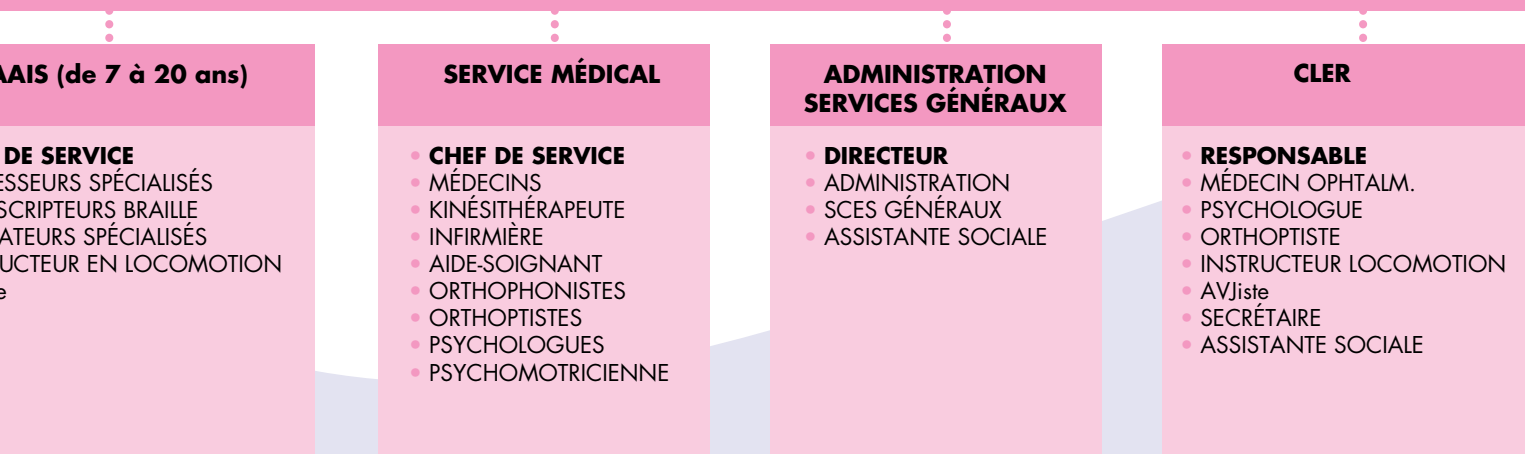 AAIS (de 7 à 20 ans)
DE SERVICE
ESSEURS SPÉCIALISÉS
SCRIPTEURS BRAILLE
ATEURS SPÉCIALISÉS
UCTEUR EN LOCOMOTION
e
SERVICE MÉDICAL
• CHEF DE SERVICE
• MÉDECINS
• KINÉSITHÉRAPEUTE
• INFIRMIÈRE
• AIDE-SOIGNANT
• ORTHOPHONISTES
• ORTHOPTISTES
• PSYCHOLOGUES
• PSYCHOMOTRICIENNE
ADMINISTRATION
SERVICES GÉNÉRAUX
• DIRECTEUR
• ADMINISTRATION
• SCES GÉNÉRAUX
• ASSISTANTE SOCIALE
CLER
• RESPONSABLE
• MÉDECIN OPHTALM.
• PSYCHOLOGUE
• ORTHOPTISTE
• INSTRUCTEUR LOCOMOTION
• AVJiste
• SECRÉTAIRE
• ASSISTANTE SOCIALE